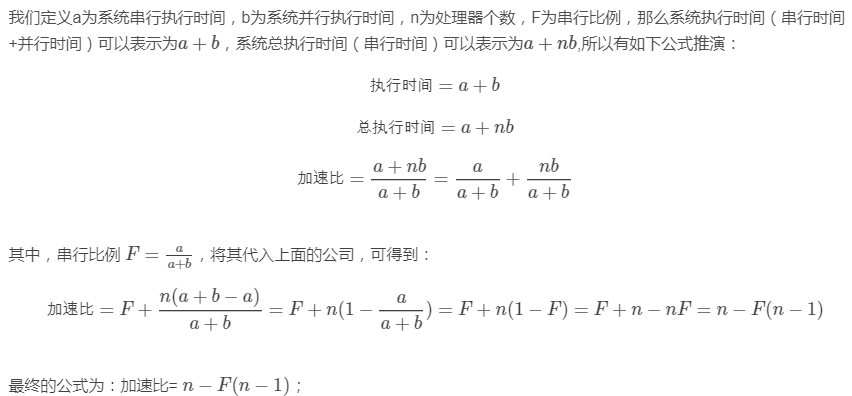 我们定义a为系统串行执行时间，b为系统并行执行时间，n为处理器个数，F为串行比例，那么系统执行时间（串行时间
+并行时间）可以表示为a + b，系统总执行时间（串行时间）可以表示为a + nb,所以有如下公式推演：
执行时间 = a + b
总执行时间 = a + nb
加速比 = \frac{a + nb}{a + b} = \frac{a}{a + b} + \frac{nb}{a + b}
其中，串行比例 F = \frac{a}{a+b}，将其代入上面的公司，可得到：
加速比 = F + \frac{n(a + b - a)}{a + b} = F + n(1 - \frac{a}{a + b}) = F + n(1 - F) = F + n - nF = n - F(n - 1)
最终的公式为：加速比= n - F(n - 1)；